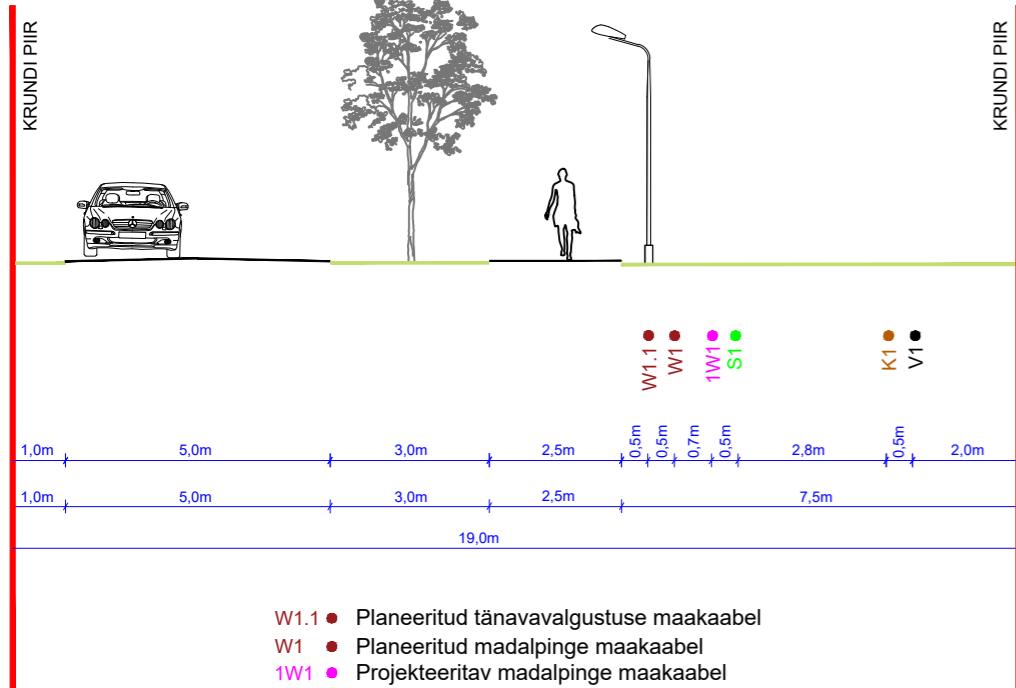 KRUNDI PIIR
KRUNDI PIIR
W1.1
W1
1W1
S1
K1
V1
1,0m
5,0m
3,0m
2,5m
0,5m
0,5m
0,7m
0,5m
2,8m
0,5m
2,0m
1,0m
5,0m
3,0m
2,5m
7,5m
19,0m
W1.1 Planeeritud tänavavalgustuse maakaabel
W1 Planeeritud madalpinge maakaabel
1W1 Projekteeritav madalpinge maakaabel